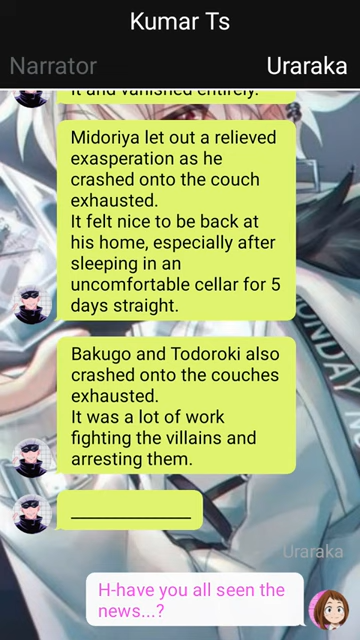 Kumar Ts
Narrator
Uraraka
it and vanished entirely.
Midoriya let out a relieved
exasperation as he
crashed onto the couch
exhausted.
It felt nice to be back at
his home, especially after
sleeping in an
uncomfortable cellar for 5
days straight.
Bakugo and Todoroki also
crashed onto the couches
exhausted.
It was a lot of work
fighting the villains and
arresting them.
Uraraka
H-have you all seen the
news...?